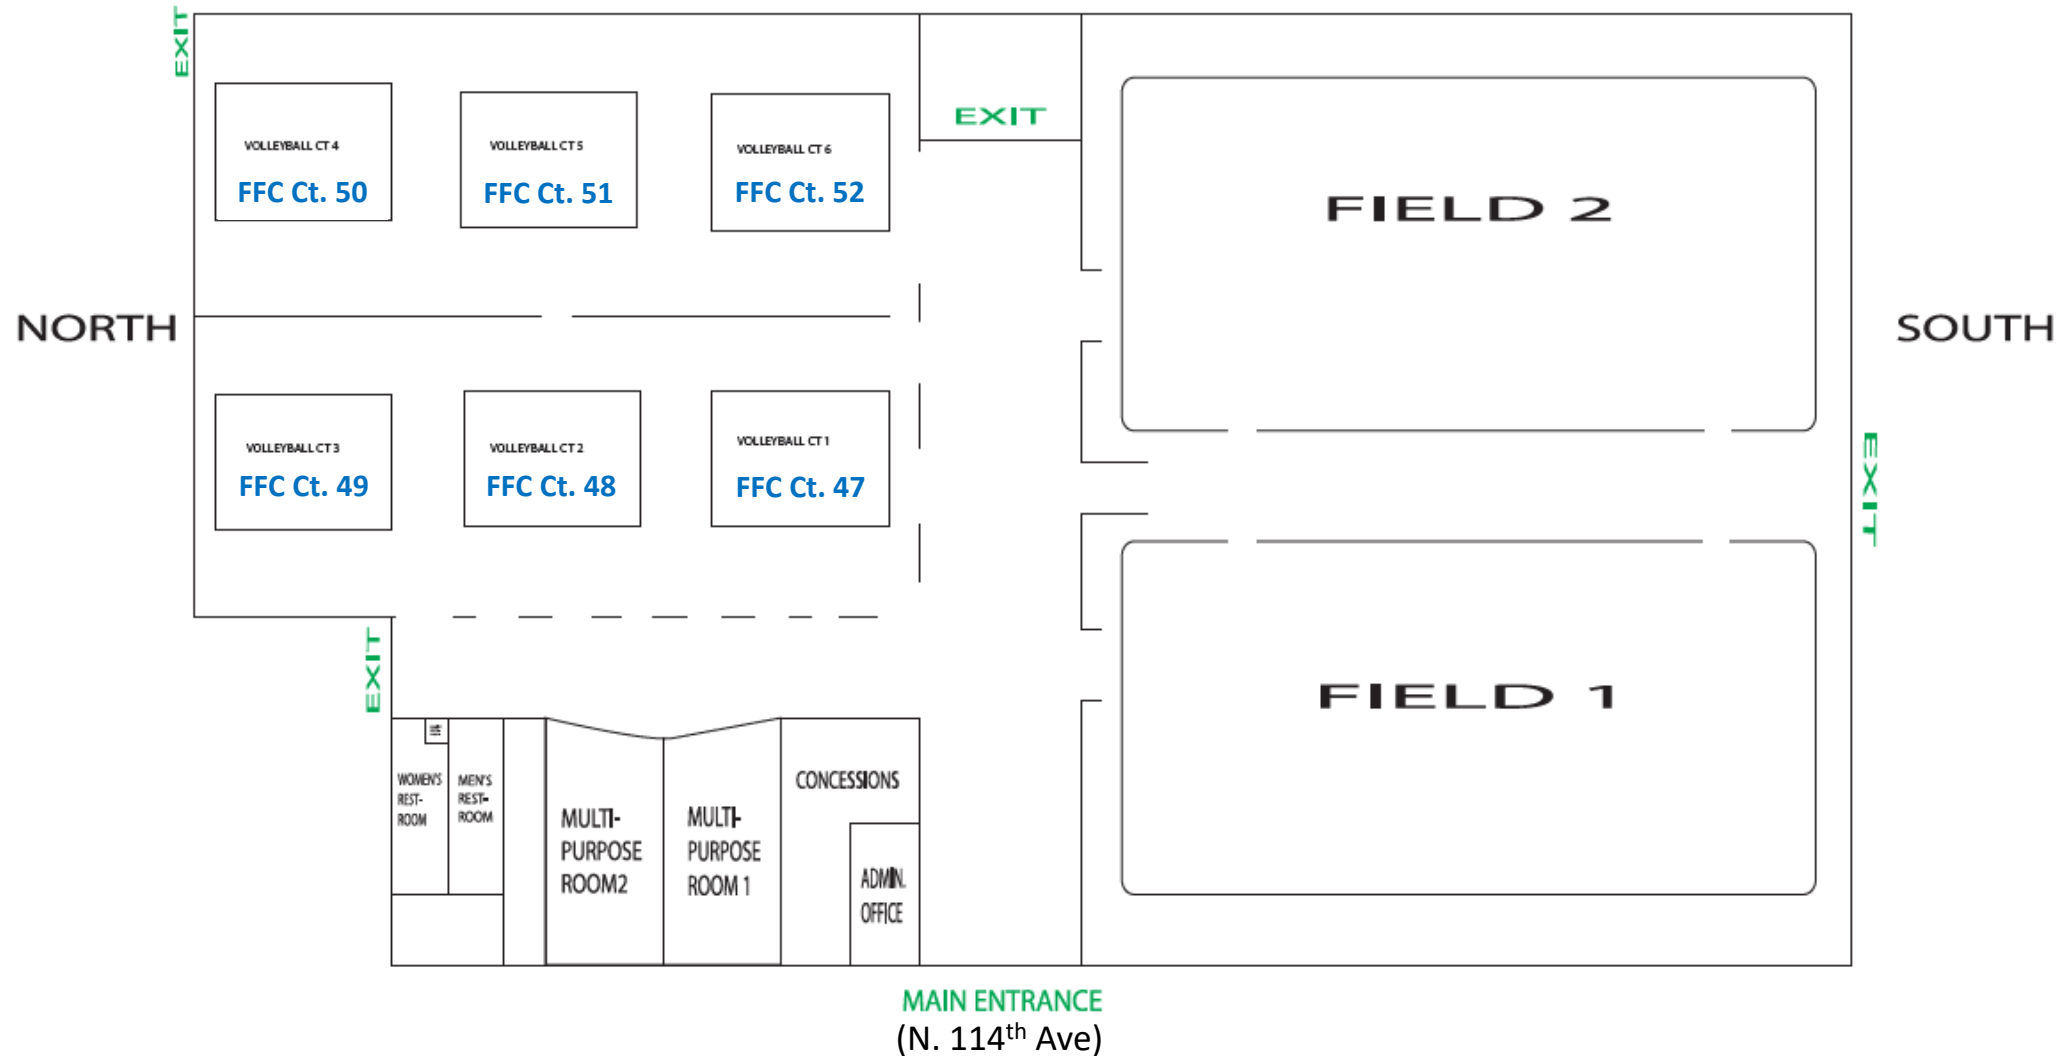 EXIT
EXIT
VOLLEYBALL CT 4
FFC Ct. 50
VOLLEYBALL CT 5
FFC Ct. 51
VOLLEYBALL CT 6
FFC Ct. 52
FIELD 2
NORTH
SOUTH
VOLLEYBALL CT 3
FFC Ct. 49
VOLLEYBALL CT 2
FFC Ct. 48
VOLLEYBALL CT 1
FFC Ct. 47
EXIT
EXIT
FIELD 1
WOMEN'S
REST-
ROOM
MEN'S
REST-
ROOM
MULTI-
PURPOSE
ROOM2
MULTI-
PURPOSE
ROOM 1
CONCESSIONS
ADMIN.
OFFICE
MAIN ENTRANCE
(N. 114th Ave)